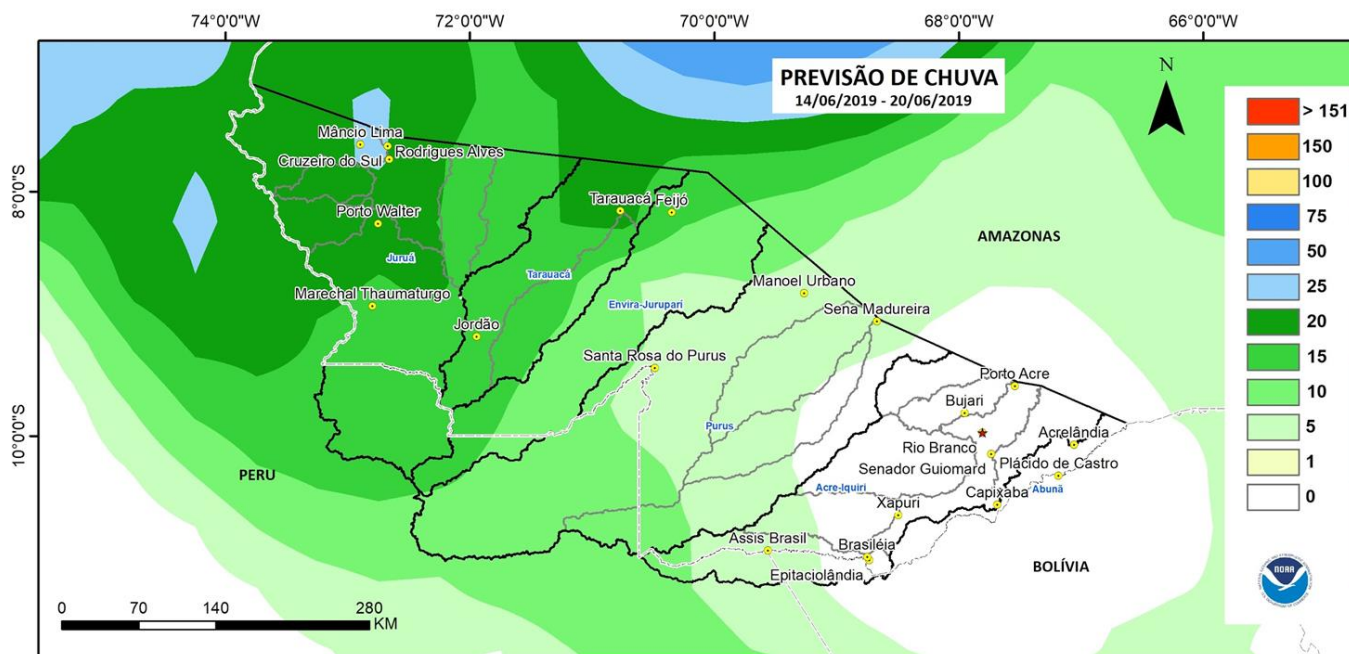 74°0'0"W
72°0'0"W
70°0'0"W
68°0'0"W
66°0'0"W
PREVISÃO DE CHUVA
14/06/2019 - 20/06/2019
N
> 151
150
100
75
50
25
20
15
10
5
1
0
8°0'0"S
10°0'0"S
Mâncio Lima
Rodrigues Alves
Cruzeiro do Sul
Tarauacá
Feijó
Porto Walter
AMAZONAS
Juruá
Tarauacá
Manoel Urbano
Marechal Thaumaturgo
Envira-Jurupari
Sena Madureira
Jordão
Santa Rosa do Purus
Porto Acre
Bujari
Purus
Acrelândia
Rio Branco
PERU
Senador Guiomard
Plácido de Castro
Acre-Iquiri
Capixaba
Abunã
Xapuri
Assis Brasil
Brasiléia
Epitaciolândia
BOLÍVIA
NOAA
0
70
140
280
KM